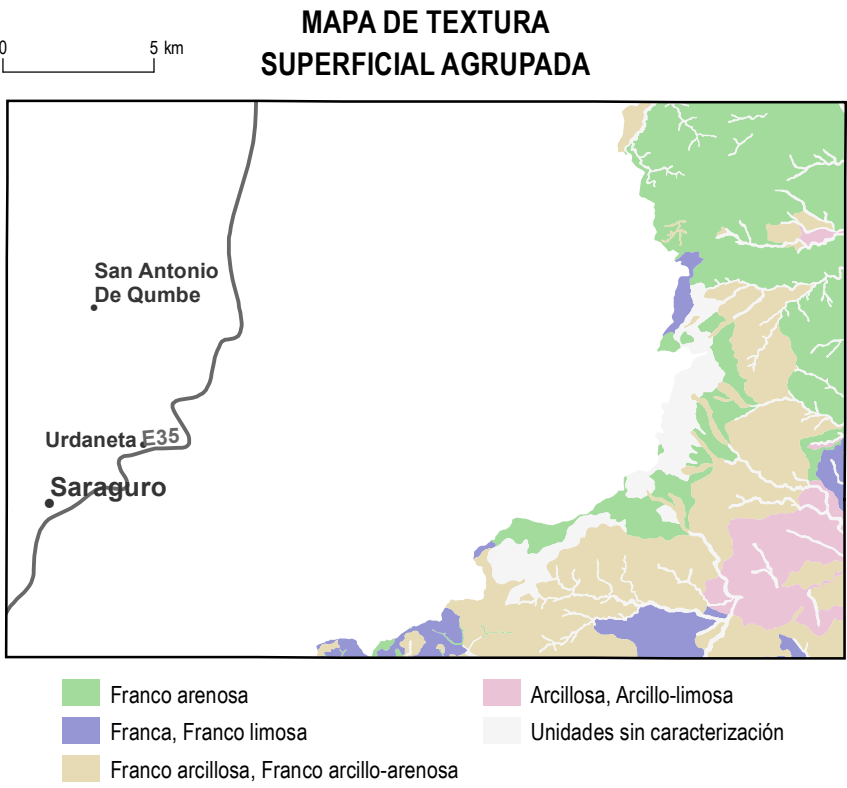 MAPA DE TEXTURA
SUPERFICIAL AGRUPADA
0 5 km
San Antonio
De Qumbe
Urdaneta E35
Saraguro
Franco arenosa
Franca, Franco limosa
Franco arcillosa, Franco arcillo-arenosa
Arcillosa, Arcillo-limosa
Unidades sin caracterización